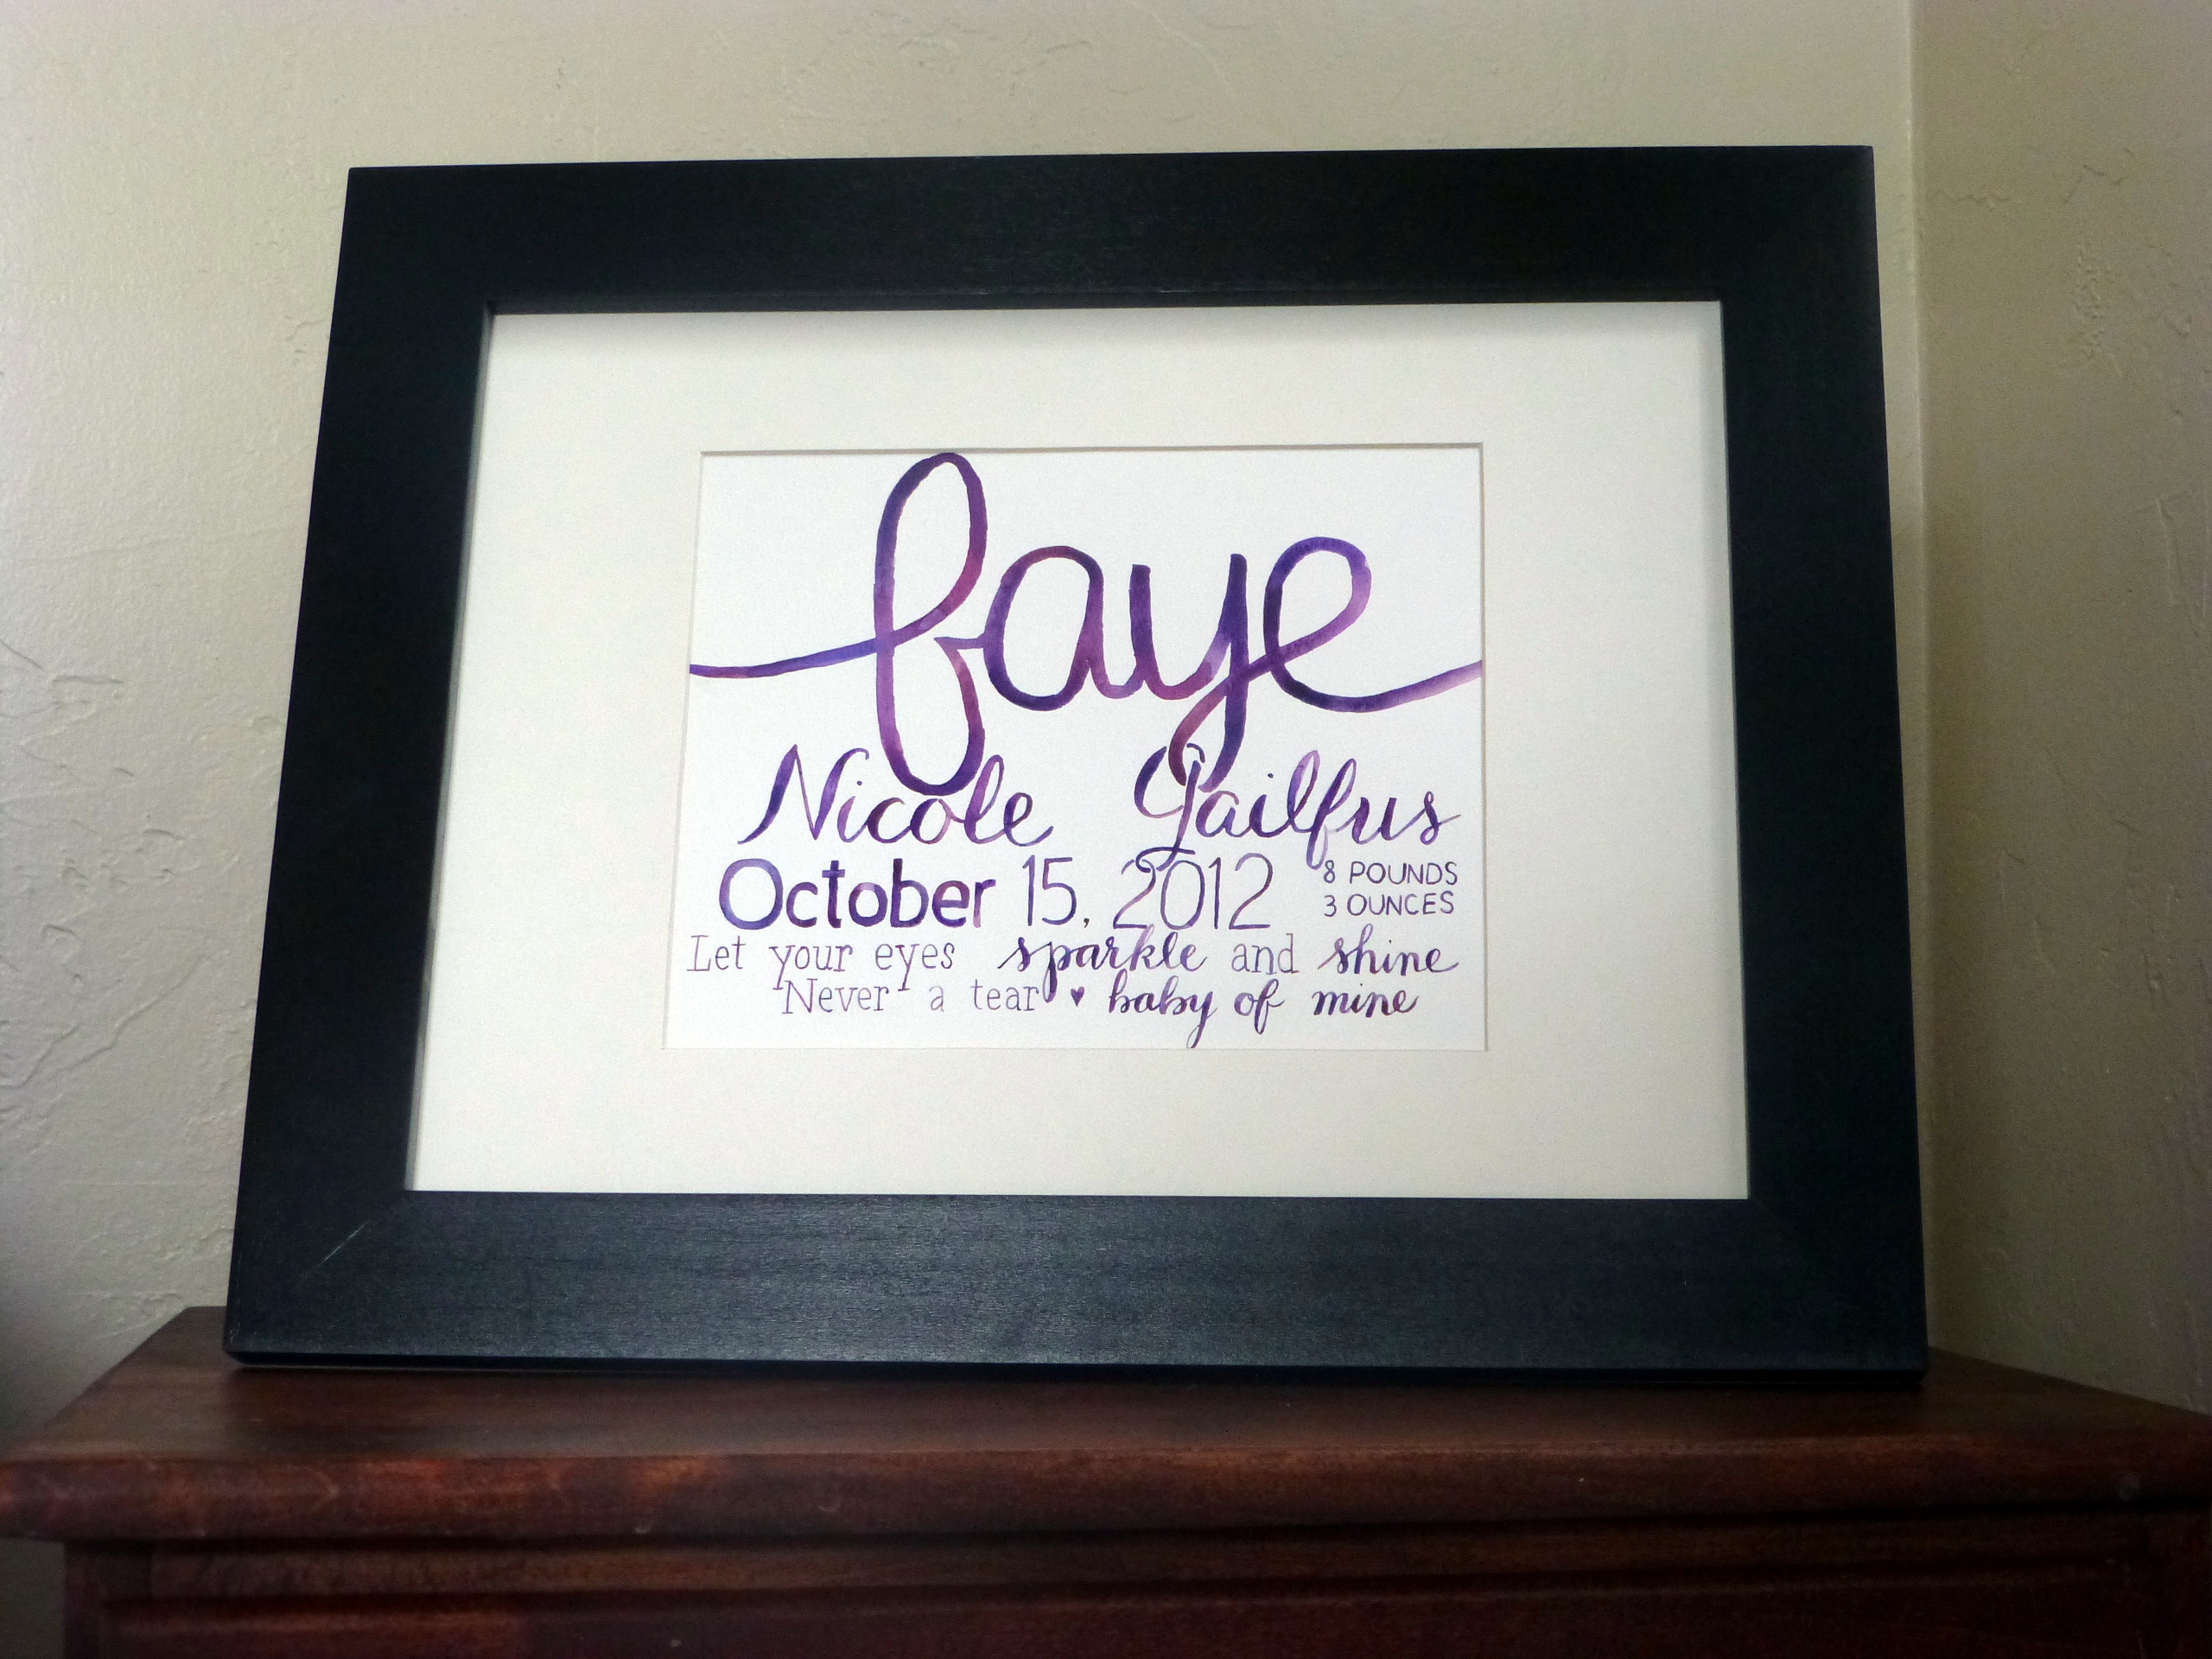 faye
Nicole Gailfus
October 15, 2012 8 POUNDS
3 OUNCES
Let your eyes sparkle and shine
Never a tear ♥ baby of mine